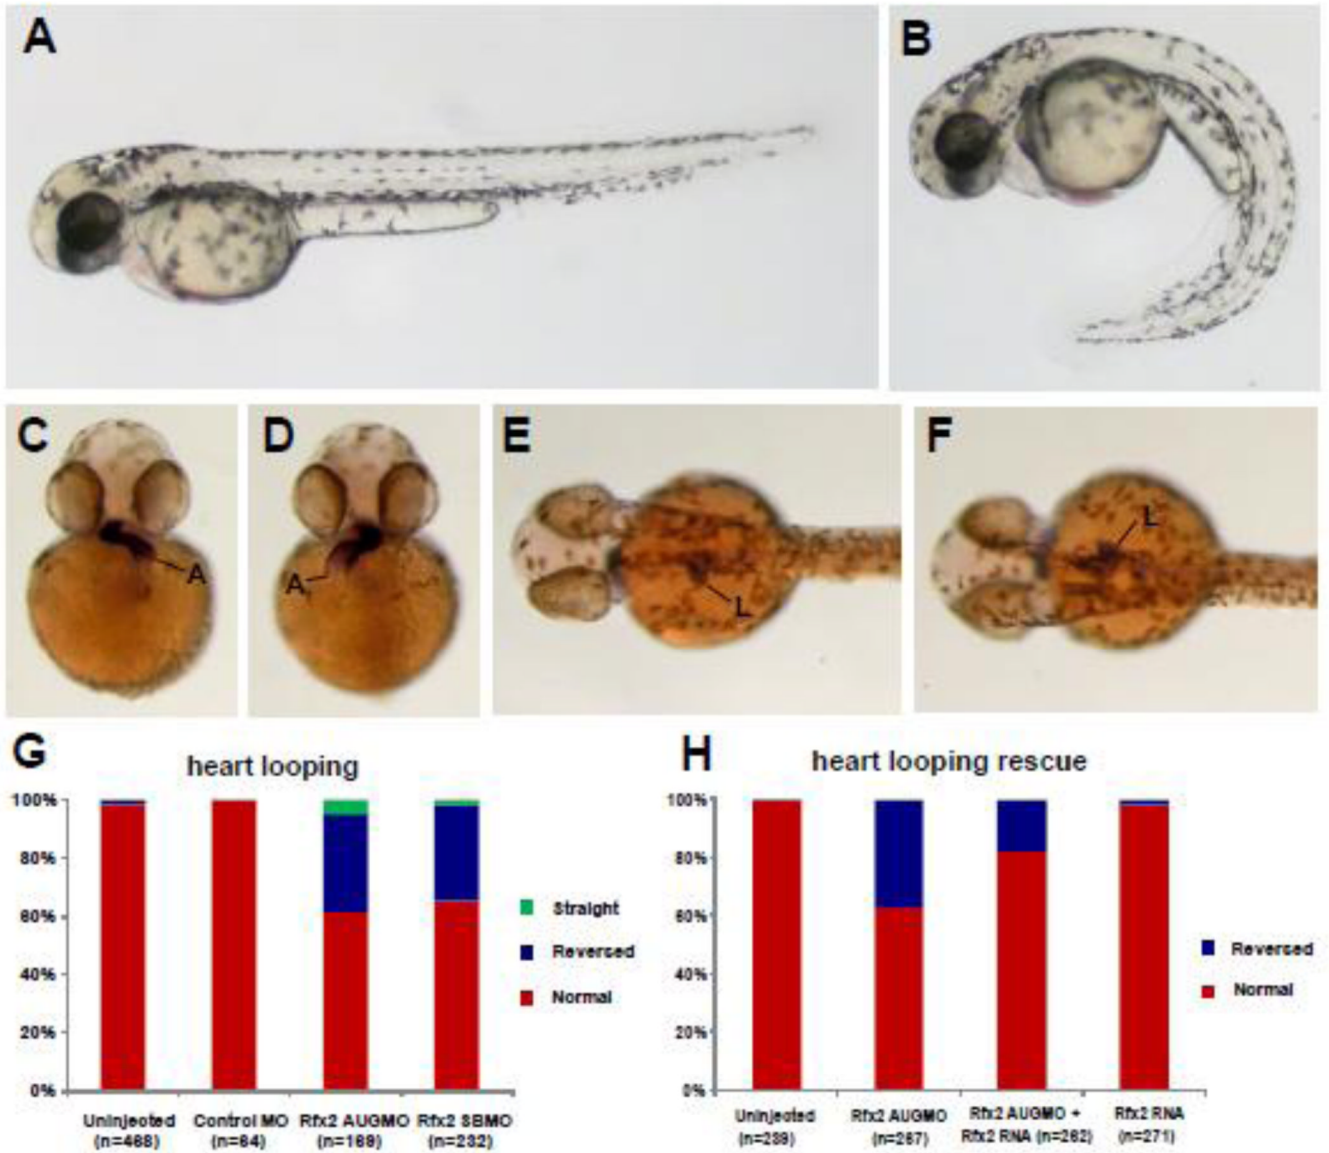 A
B
C
D
E
F
A
A
L
L
G
heart looping
100%
80%
60%
40%
20%
0%
Uninjected
(n=468)
Control MO
(n=64)
Rfx2 AUGMO
(n=169)
Rfx2 SBMO
(n=232)
Straight
Reversed
Normal
H
heart looping rescue
100%
80%
60%
40%
20%
0%
Uninjected
(n=239)
Rfx2 AUGMO
(n=267)
Rfx2 AUGMO +
Rfx2 RNA (n=262)
Rfx2 RNA
(n=271)
Reversed
Normal